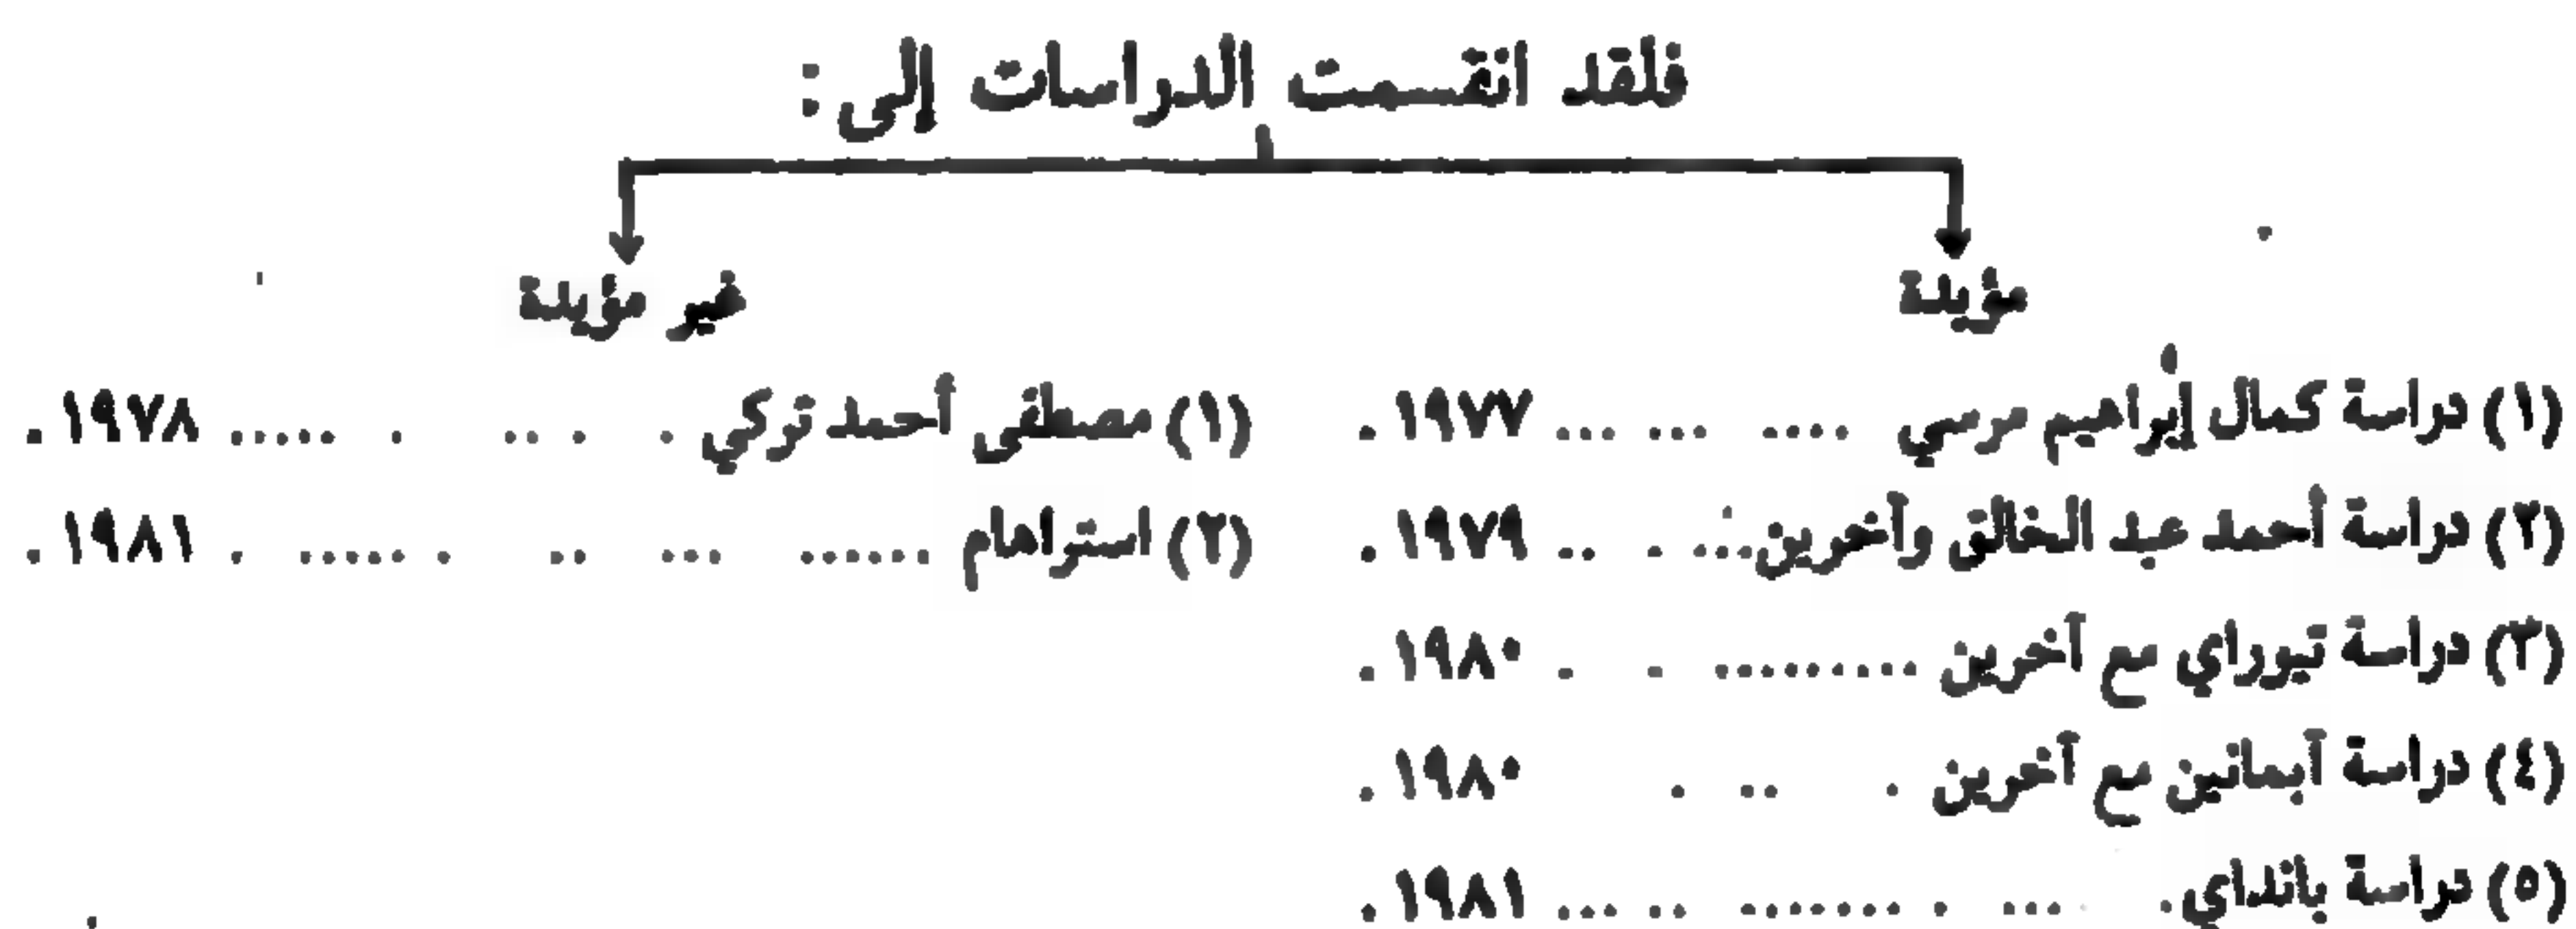 فلقد انقسمت الدراسات إلى :
مؤيدة
غير مؤيدة
(١) دراسة كمال إبراهيم مرسي .... ... ... ١٩٧٧ .
(٢) دراسة أحمد عبد الخالق وآخرين ... . .. ١٩٧٩ .
(٣) دراسة تيوراي مع آخرين ......... . . ١٩٨٠ .
(٤) دراسة آبمانين مع آخرين . .. . ١٩٨٠ .
(٥) دراسة بانداي . ... . ....... .. ... ١٩٨١ .
(١) مصطفى أحمد تركي . .. . .. . ..... ١٩٧٨ .
(٢) استراهام ...... ... .. . ..... . ١٩٨١ .